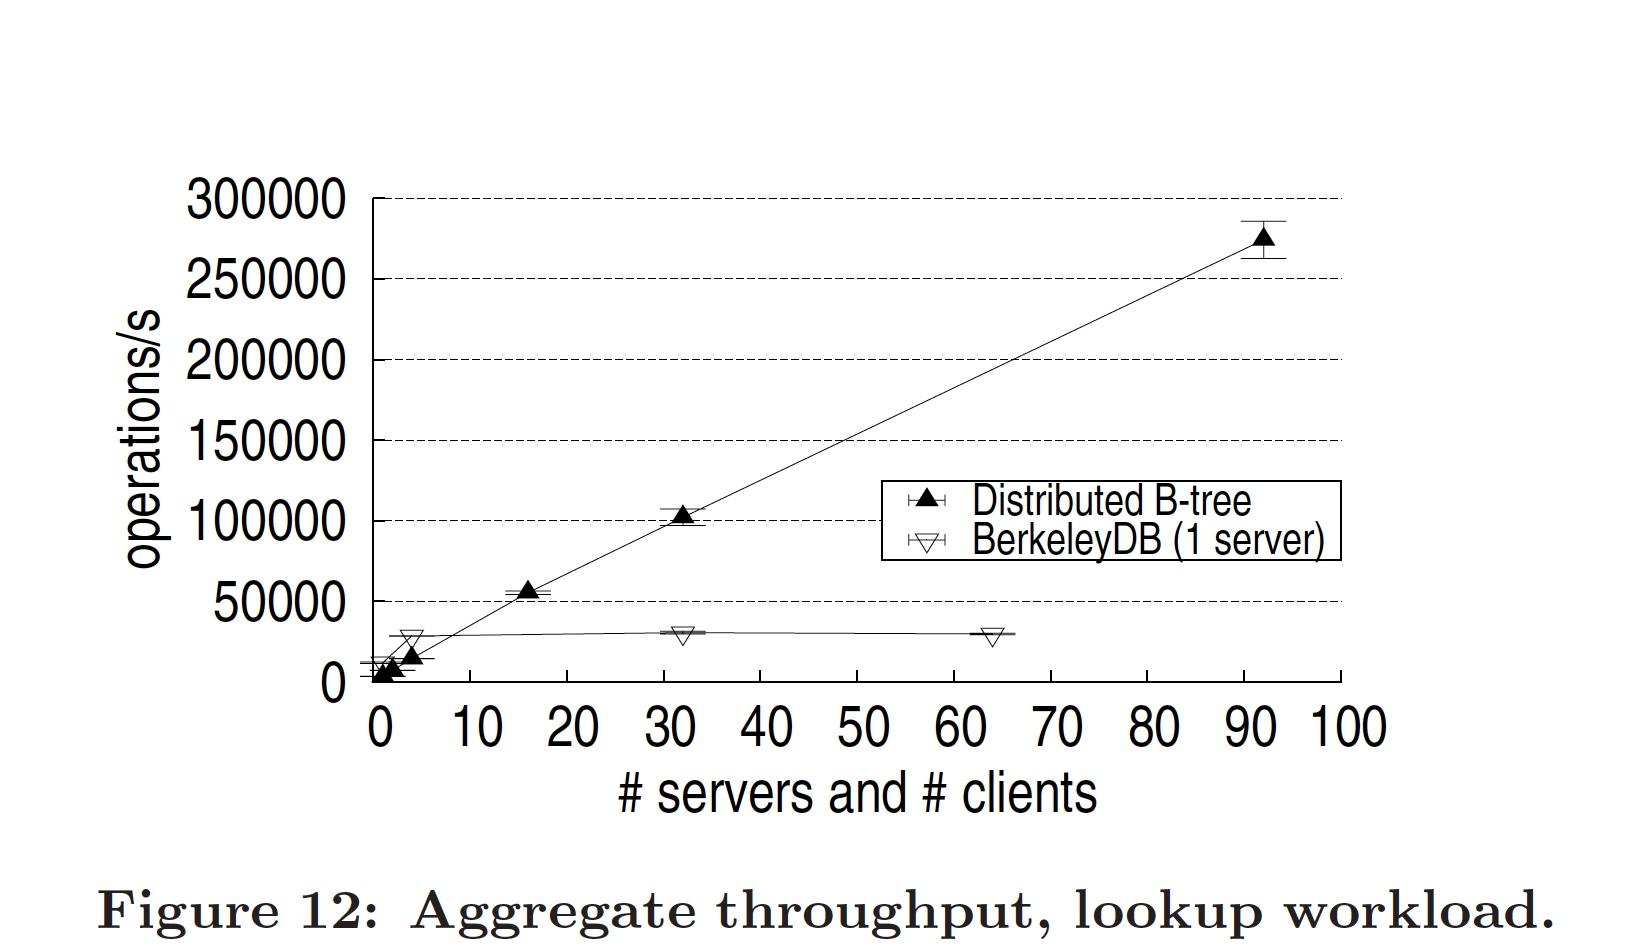 300000
250000
200000
150000
100000
50000
0
operations/s
Distributed B-tree
BerkeleyDB (1 server)
0 10 20 30 40 50 60 70 80 90 100
# servers and # clients
Figure 12: Aggregate throughput, lookup workload.